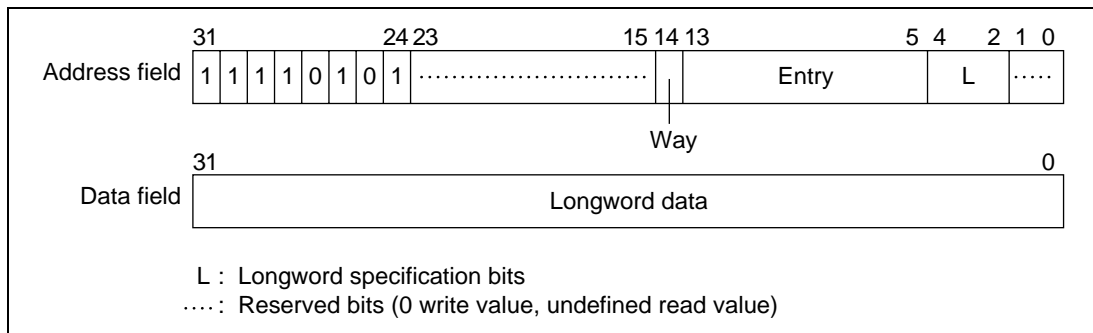 31 24 23 15 14 13 5 4 2 1 0
Address field 1 1 1 1 0 1 0 1 Entry L
Way
31 0
Data field Longword data
L : Longword specification bits
.... : Reserved bits (0 write value, undefined read value)